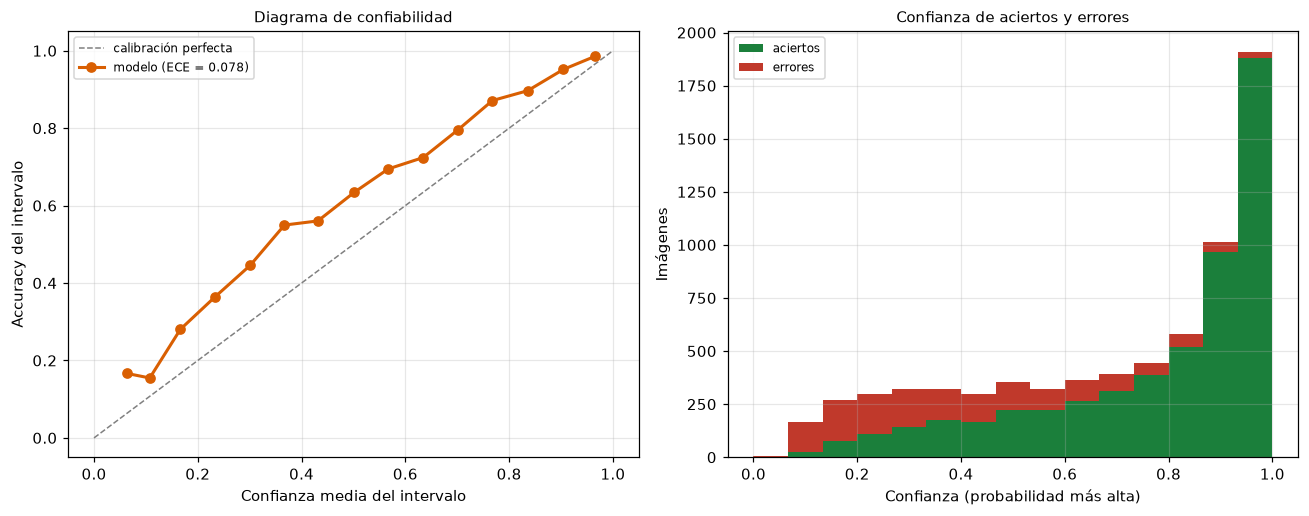 Diagrama de confiabilidad
calibración perfecta
modelo (ECE = 0.078)
1.0
0.8
0.6
0.4
0.2
0.0
Accuracy del intervalo
0.0 0.2 0.4 0.6 0.8 1.0
Confianza media del intervalo
Confianza de aciertos y errores
aciertos
errores
2000
1750
1500
1250
1000
750
500
250
0
Imágenes
0.0 0.2 0.4 0.6 0.8 1.0
Confianza (probabilidad más alta)